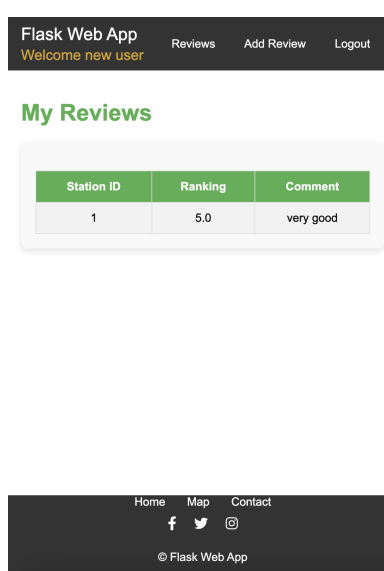 Flask Web App
Welcome new user
Reviews Add Review Logout
My Reviews
Station ID Ranking Comment
1 5.0 very good
Home Map Contact
© Flask Web App